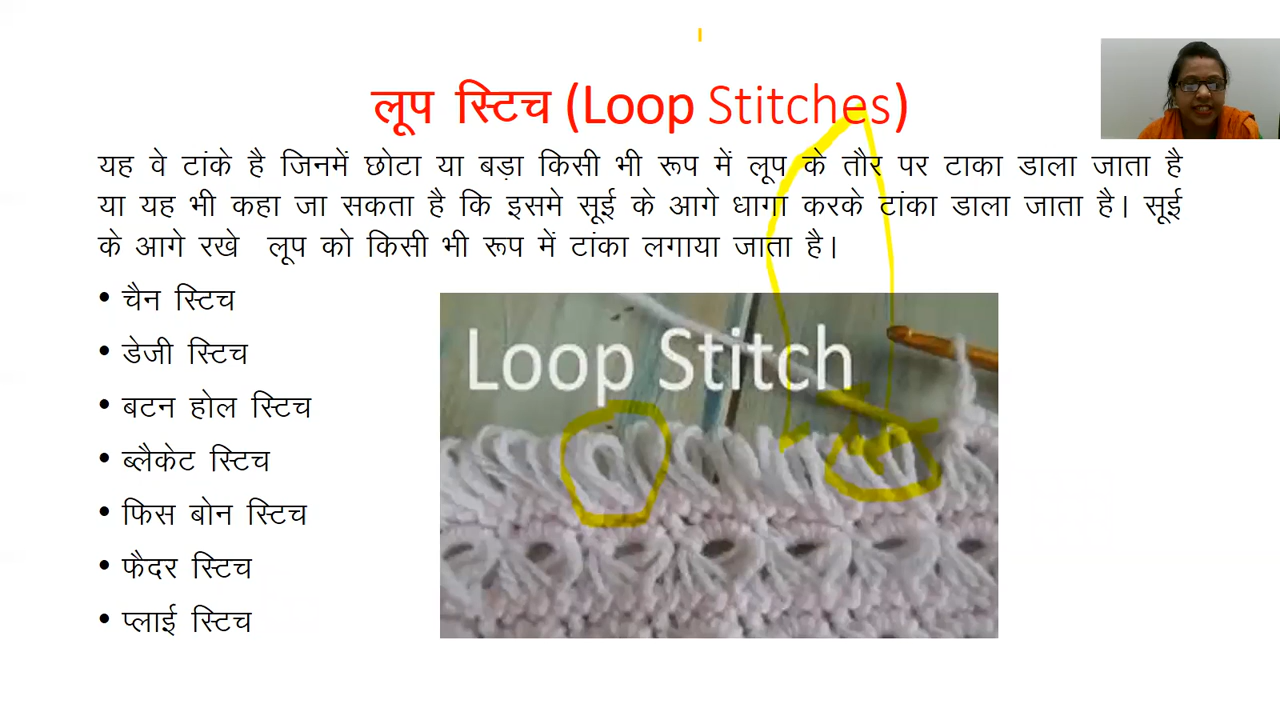 लूप स्टिच (Loop Stitches)
यह वे टांके है जिनमें छोटा या बड़ा किसी भी रूप में लूप के तौर पर टाका डाला जाता है
या यह भी कहा जा सकता है कि इसमे सूई के आगे धागा करके टांका डाला जाता है। सूई
के आगे रखे लूप को किसी भी रूप में टांका लगाया जाता है।
• चैन स्टिच
• डेजी स्टिच
• बटन होल स्टिच
• ब्लैकेट स्टिच
• फिस बोन स्टिच
• फैदर स्टिच
• प्लाई स्टिच
Loop Stitch